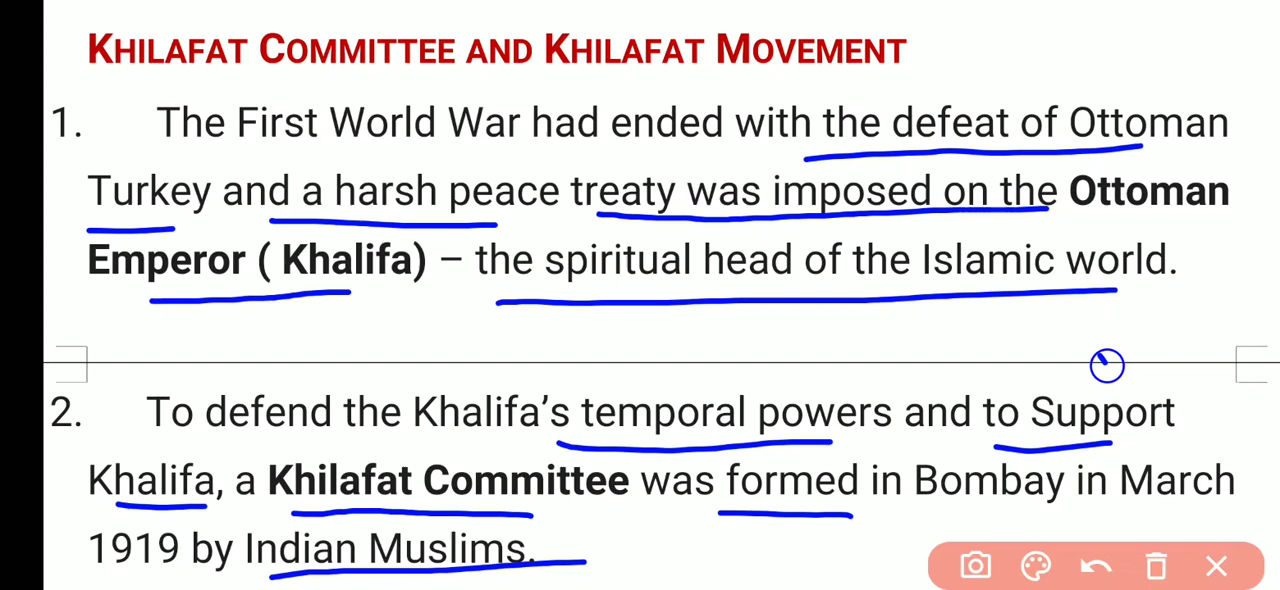 KHILAFAT COMMITTEE AND KHILAFAT MOVEMENT
1. The First World War had ended with the defeat of Ottoman
Turkey and a harsh peace treaty was imposed on the Ottoman
Emperor ( Khalifa) – the spiritual head of the Islamic world.
2. To defend the Khalifa’s temporal powers and to Support
Khalifa, a Khilafat Committee was formed in Bombay in March
1919 by Indian Muslims.